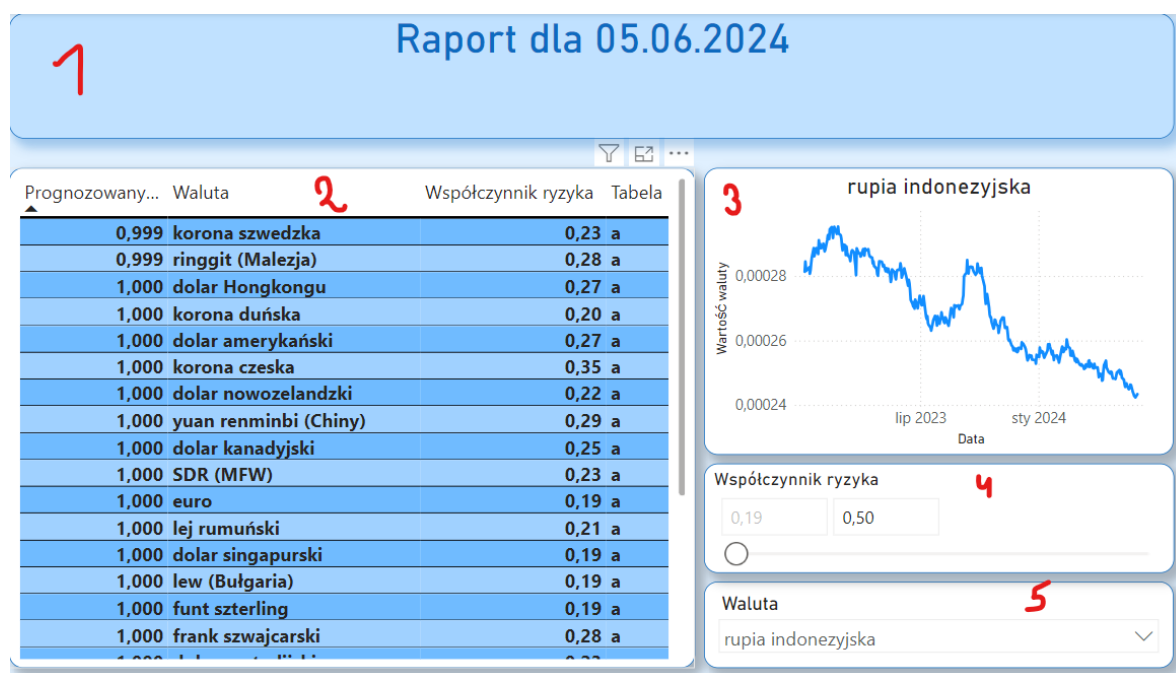 1
Raport dla 05.06.2024
Prognozowany... Waluta 2 Współczynnik ryzyka Tabela
0,999 korona szwedzka 0,23 a
0,999 ringgit (Malezja) 0,28 a
1,000 dolar Hongkongu 0,27 a
1,000 korona duńska 0,20 a
1,000 dolar amerykański 0,27 a
1,000 korona czeska 0,35 a
1,000 dolar nowozelandzki 0,22 a
1,000 yuan renminbi (Chiny) 0,29 a
1,000 dolar kanadyjski 0,25 a
1,000 SDR (MFW) 0,23 a
1,000 euro 0,19 a
1,000 lej rumuński 0,21 a
1,000 dolar singapurski 0,19 a
1,000 lew (Bułgaria) 0,19 a
1,000 funt szterling 0,19 a
1,000 frank szwajcarski 0,28 a
3
rupia indonezyjska
Wartość waluty
0,00028
0,00026
0,00024
lip 2023 sty 2024
Data
Współczynnik ryzyka 4
0,19 0,50
Waluta 5
rupia indonezyjska